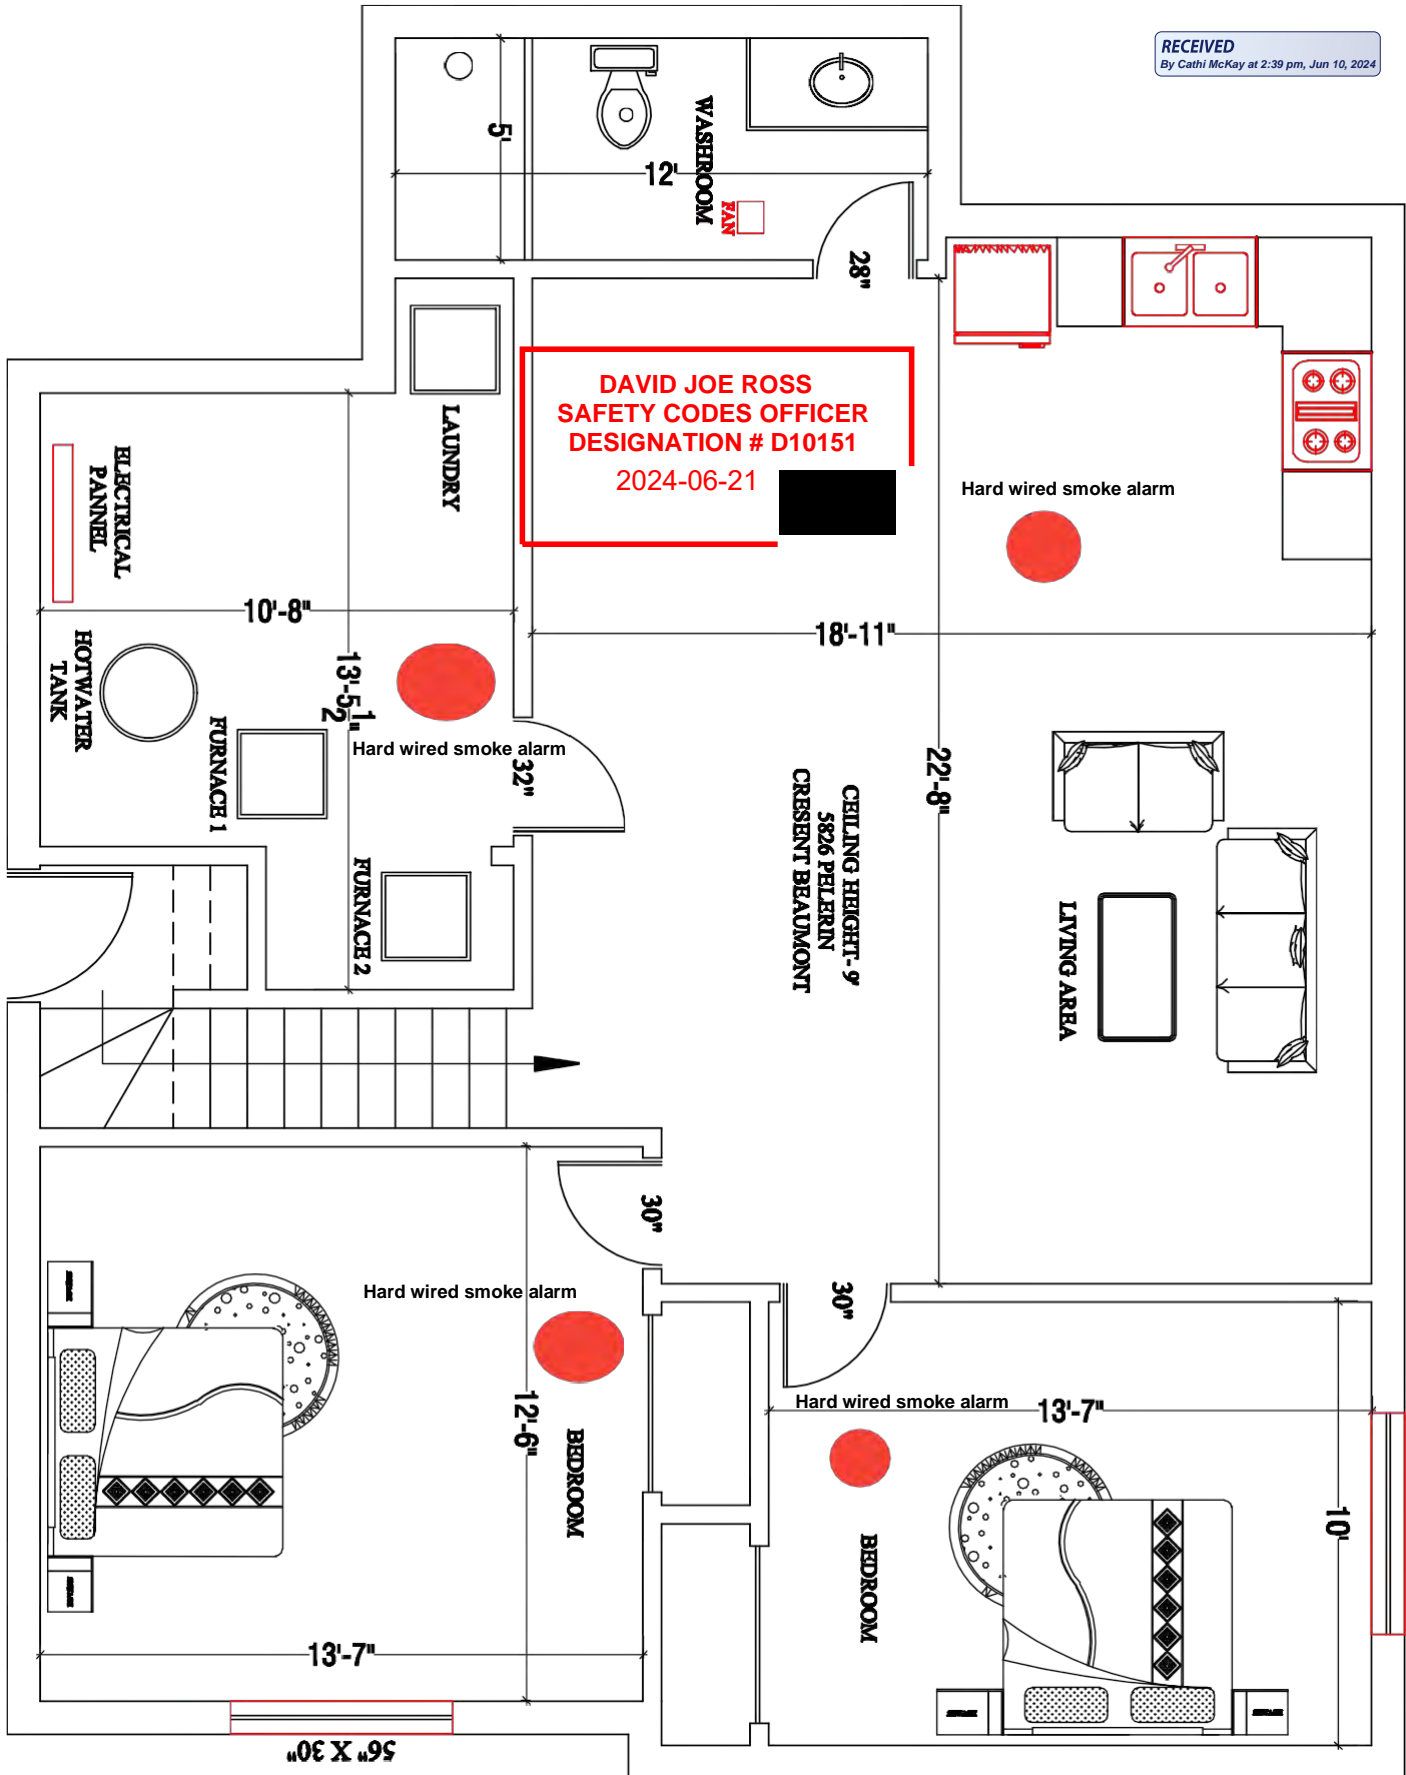 RECEIVED
By Cathi McKay at 2:39 pm, Jun 10, 2024
5'
12'
WASHROOM
FAN
28"
DAVID JOE ROSS
SAFETY CODES OFFICER
DESIGNATION # D10151
2024-06-21
LAUNDRY
ELECTRICAL
PANNEL
Hard wired smoke alarm
10'-8"
18'-11"
HOTWATER
TANK
13'-5 1/2"
FURNACE 1
Hard wired smoke alarm
32"
22'-8"
CEILING HEIGHT- 9'
5826 PELERIN
CRESENT BEAUMONT
FURNACE 2
LIVING AREA
30"
Hard wired smoke alarm
30"
12'-6"
BEDROOM
Hard wired smoke alarm
13'-7"
10'
BEDROOM
13'-7"
56" X 30"